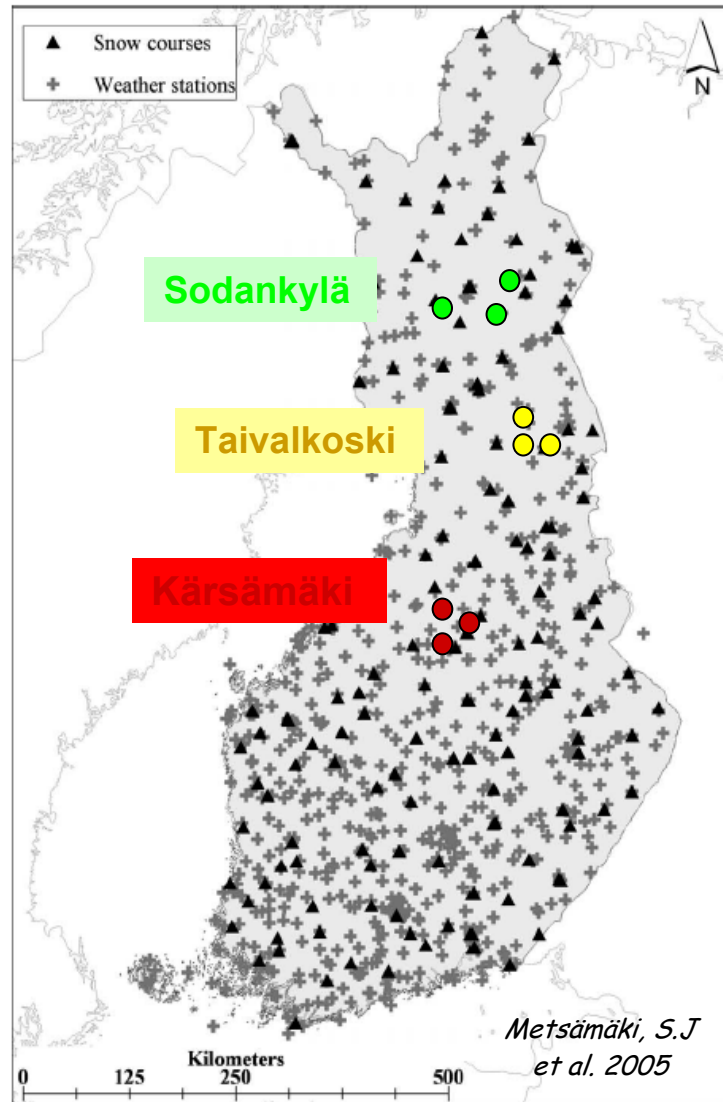 Snow courses
Weather stations
N
Sodankylä
Taivalkoski
Kärsämäki
Metsämäki, S.J
et al. 2005
Kilometers
0 125 250 500